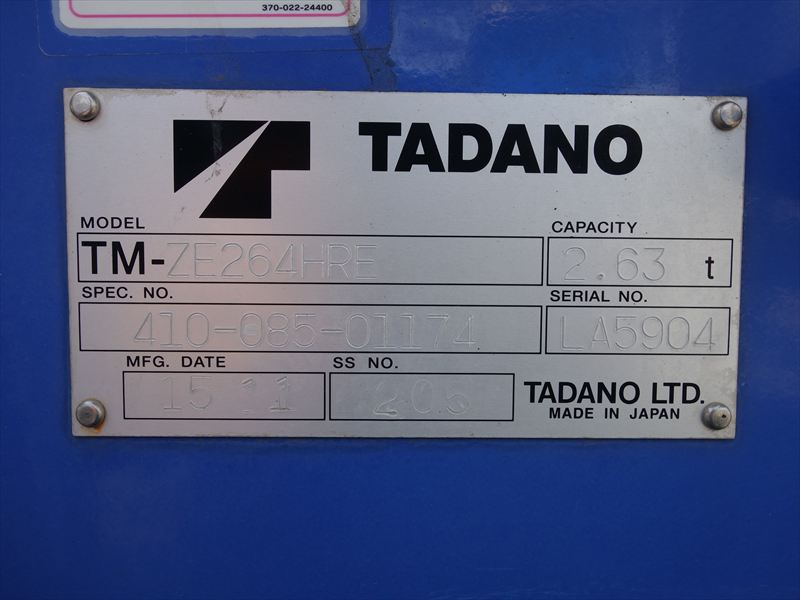 370-022-24400
TADANO
MODEL
CAPACITY
TM-ZE264HRE
2.63 t
SPEC. NO.
SERIAL NO.
410-085-01174
LA5904
MFG. DATE
SS NO.
15 11
205
TADANO LTD.
MADE IN JAPAN